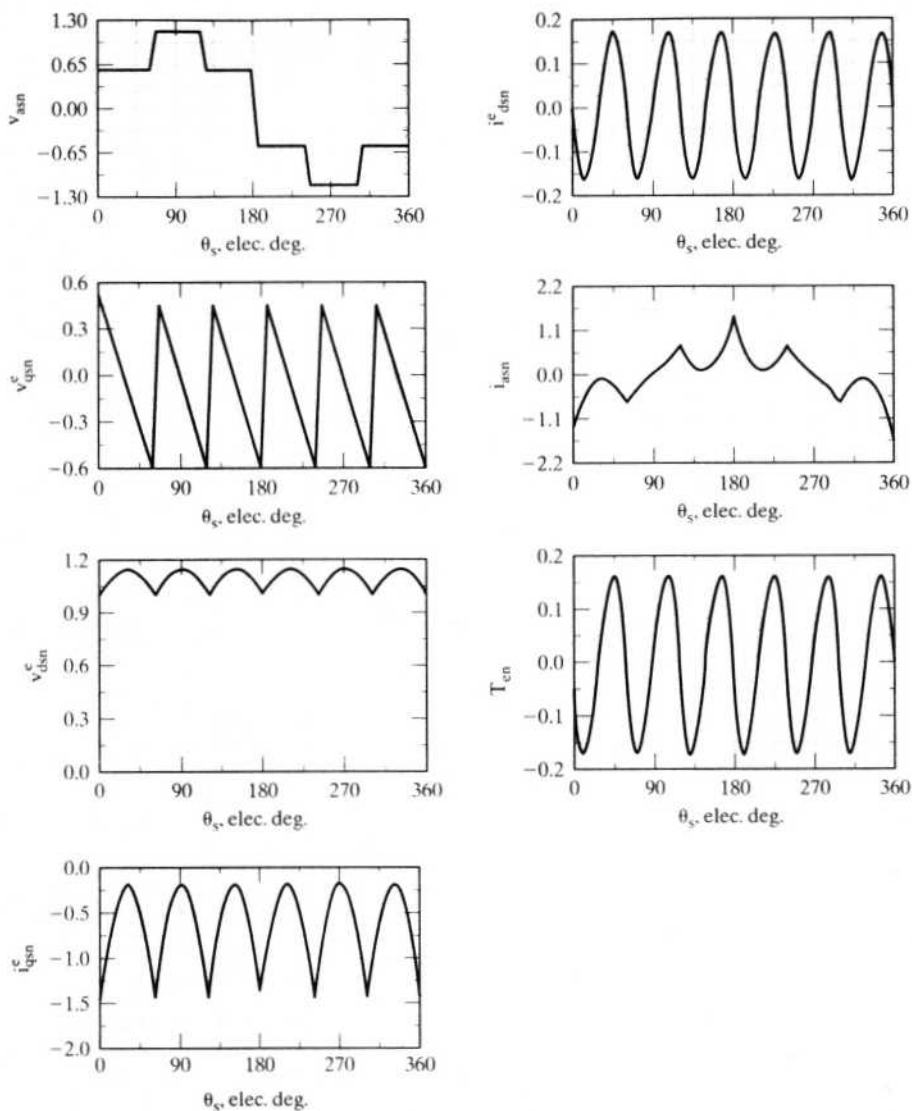 1.30
0.65
0.00
−0.65
−1.30
v_asn
0 90 180 270 360
θ_s, elec. deg.
0.2
0.1
0.0
−0.1
−0.2
i^e_dsn
0 90 180 270 360
θ_s, elec. deg.
0.6
0.3
0.0
−0.3
−0.6
v^e_qsn
0 90 180 270 360
θ_s, elec. deg.
2.2
1.1
0.0
−1.1
−2.2
i_asn
0 90 180 270 360
θ_s, elec. deg.
1.2
0.9
1.2
0.3
0.0
v^e_dsn
0 90 180 270 360
θ_s, elec. deg.
0.2
0.1
0.0
−0.1
−0.2
T_en
0 90 180 270 360
θ_s, elec. deg.
0.0
−0.5
−1.0
−1.5
−2.0
i^e_qsn
0 90 180 270 360
θ_s, elec. deg.